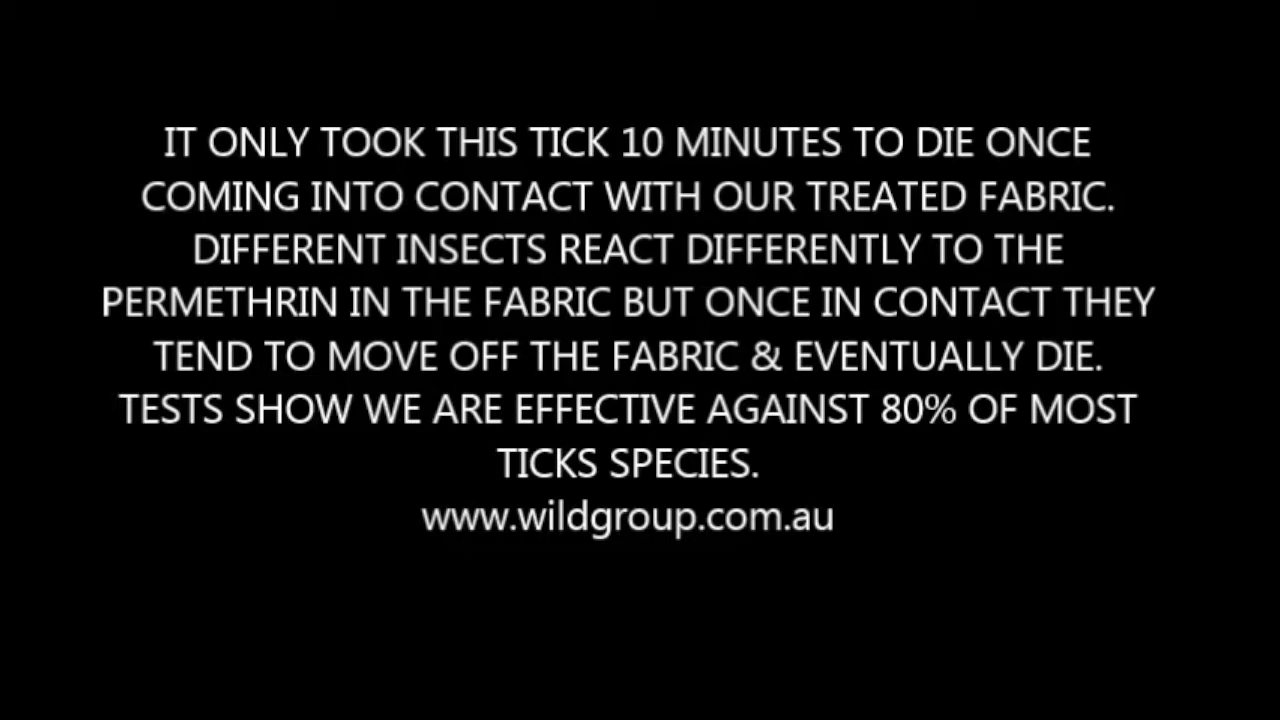 IT ONLY TOOK THIS TICK 10 MINUTES TO DIE ONCE
COMING INTO CONTACT WITH OUR TREATED FABRIC.
DIFFERENT INSECTS REACT DIFFERENTLY TO THE
PERMETHRIN IN THE FABRIC BUT ONCE IN CONTACT THEY
TEND TO MOVE OFF THE FABRIC & EVENTUALLY DIE.
TESTS SHOW WE ARE EFFECTIVE AGAINST 80% OF MOST
TICKS SPECIES.
www.wildgroup.com.au